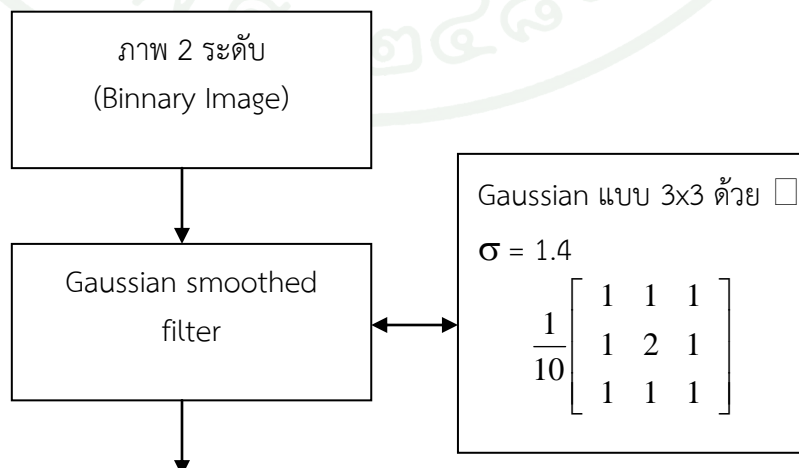 ภาพ 2 ระดับ
(Binnary Image)
Gaussian แบบ 3x3 ด้วย □
σ = 1.4
Gaussian smoothed
filter
1 1 1
1/10 1 2 1
1 1 1